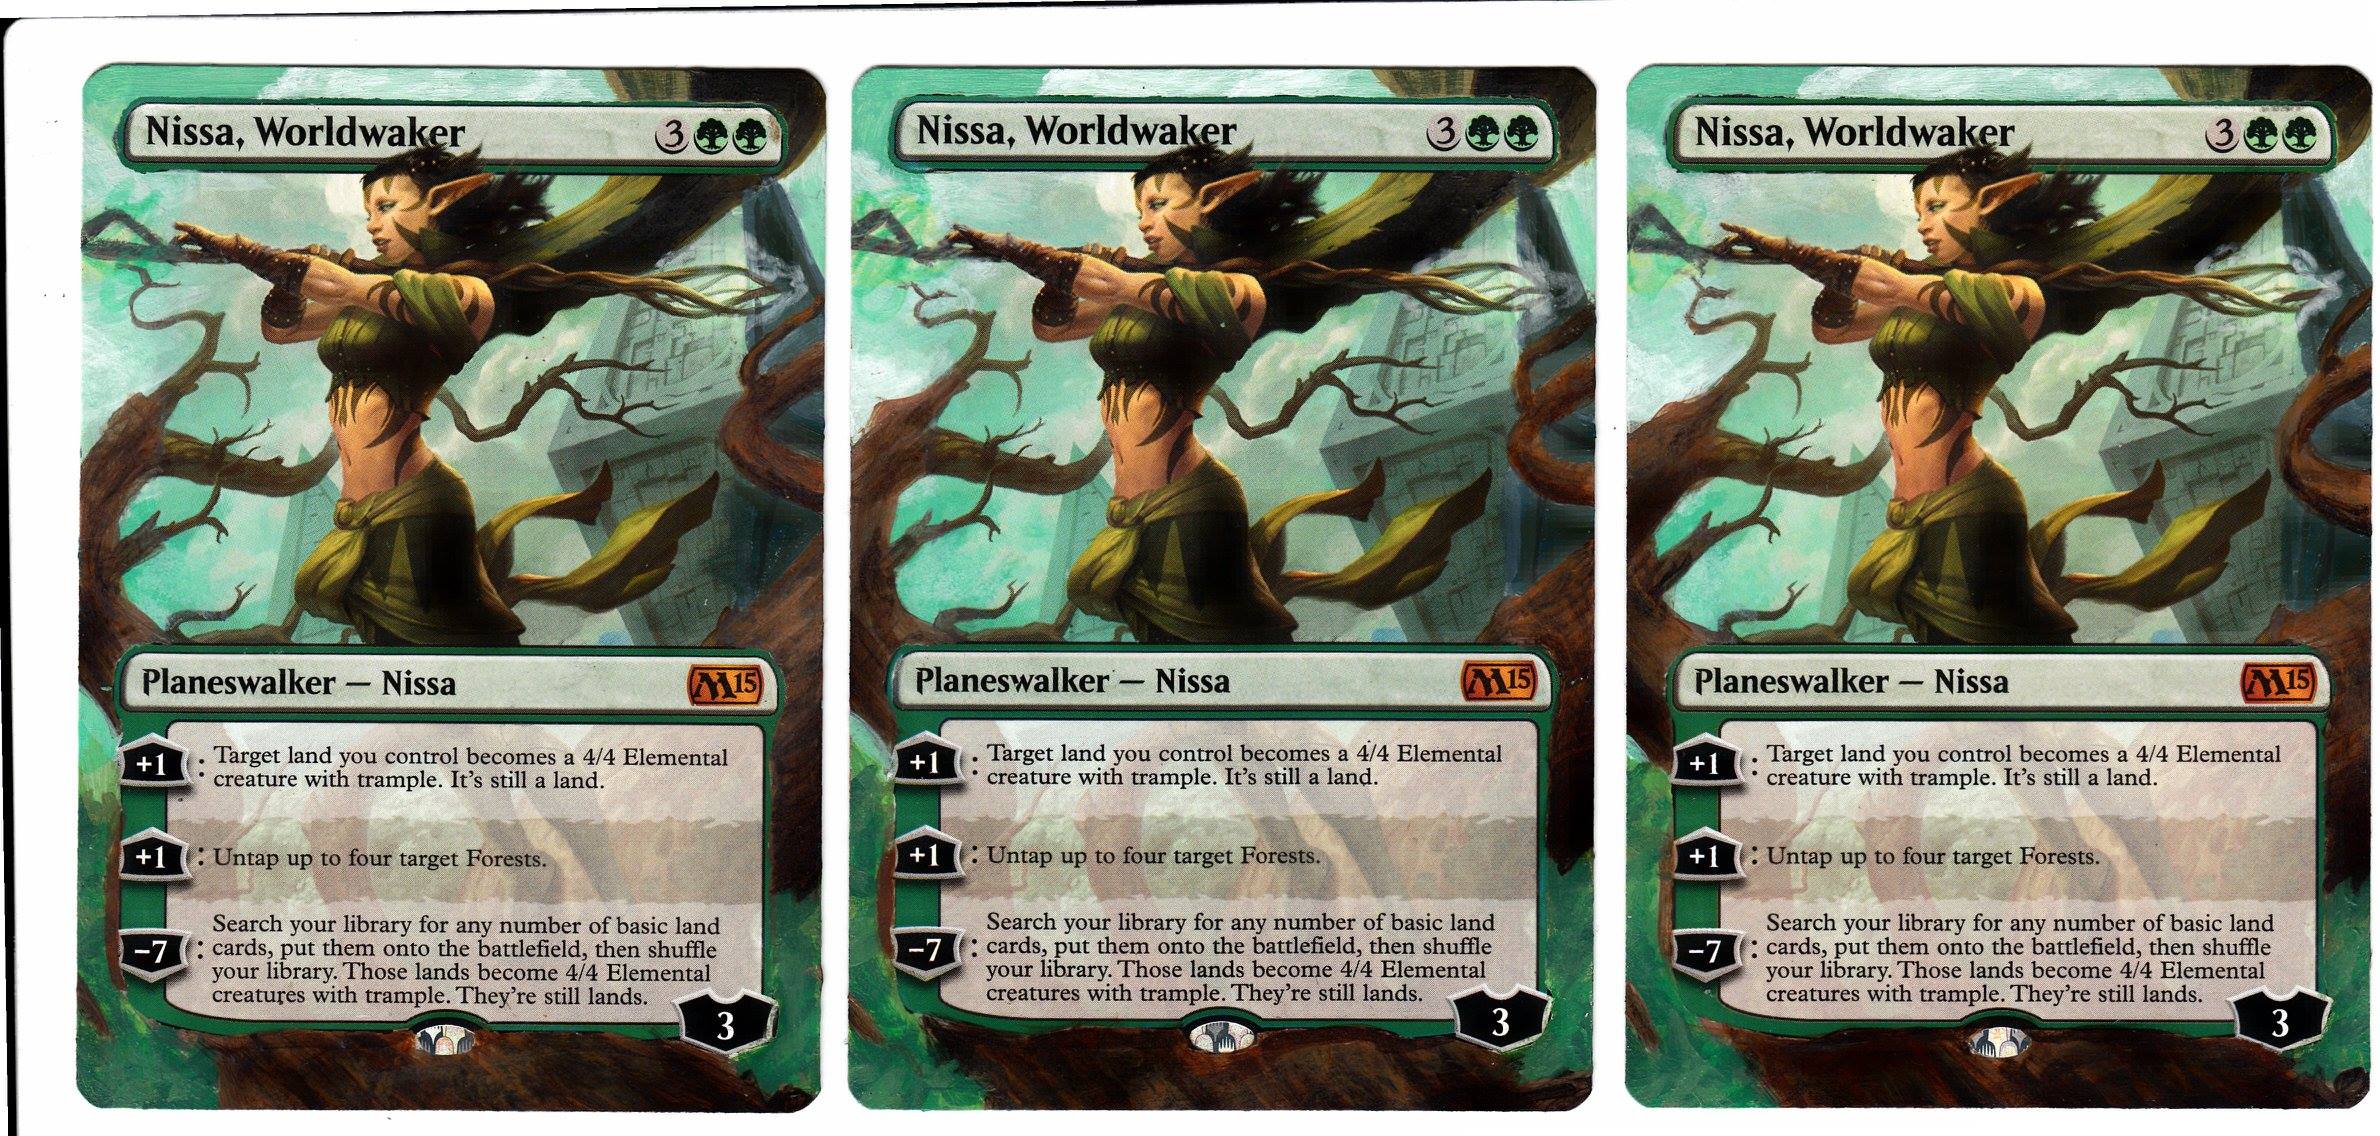 Nissa, Worldwaker 3
Planeswalker — Nissa M15
+1 : Target land you control becomes a 4/4 Elemental
creature with trample. It's still a land.
+1 : Untap up to four target Forests.
Search your library for any number of basic land
-7 : cards, put them onto the battlefield, then shuffle
your library. Those lands become 4/4 Elemental
creatures with trample. They're still lands.
3
Nissa, Worldwaker 3
Planeswalker — Nissa M15
+1 : Target land you control becomes a 4/4 Elemental
creature with trample. It's still a land.
+1 : Untap up to four target Forests.
Search your library for any number of basic land
-7 : cards, put them onto the battlefield, then shuffle
your library. Those lands become 4/4 Elemental
creatures with trample. They're still lands.
3
Nissa, Worldwaker 3
Planeswalker — Nissa M15
+1 : Target land you control becomes a 4/4 Elemental
creature with trample. It's still a land.
+1 : Untap up to four target Forests.
Search your library for any number of basic land
-7 : cards, put them onto the battlefield, then shuffle
your library. Those lands become 4/4 Elemental
creatures with trample. They're still lands.
3